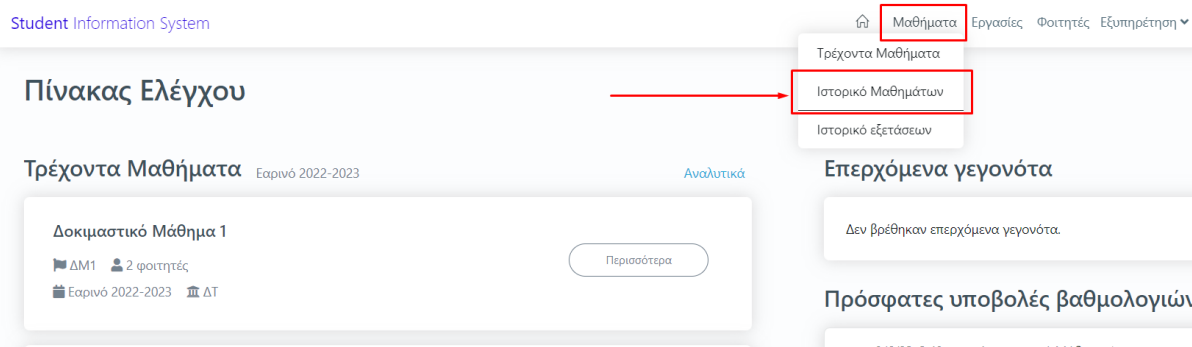 Student Information System
Μαθήματα Εργασίες Φοιτητές Εξυπηρέτηση
Τρέχοντα Μαθήματα
Ιστορικό Μαθημάτων
Ιστορικό εξετάσεων
Πίνακας Ελέγχου
Τρέχοντα Μαθήματα Εαρινό 2022-2023 Αναλυτικά
Δοκιμαστικό Μάθημα 1
ΔΜ1 2 φοιτητές
Εαρινό 2022-2023 ΔΤ
Περισσότερα
Επερχόμενα γεγονότα
Δεν βρέθηκαν επερχόμενα γεγονότα.
Πρόσφατες υποβολές βαθμολογιών